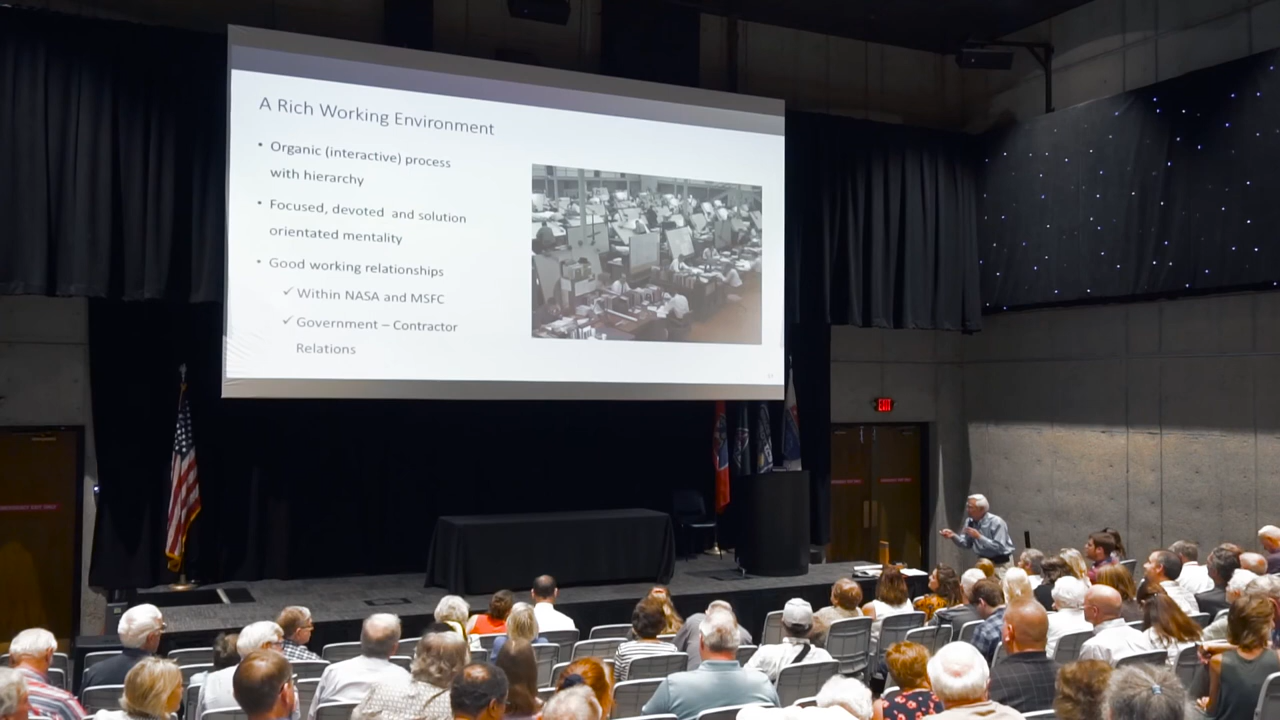 A Rich Working Environment
• Organic (interactive) process
with hierarchy
• Focused, devoted and solution
orientated mentality
• Good working relationships
✓ Within NASA and MSFC
✓ Government – Contractor
Relations
EXIT